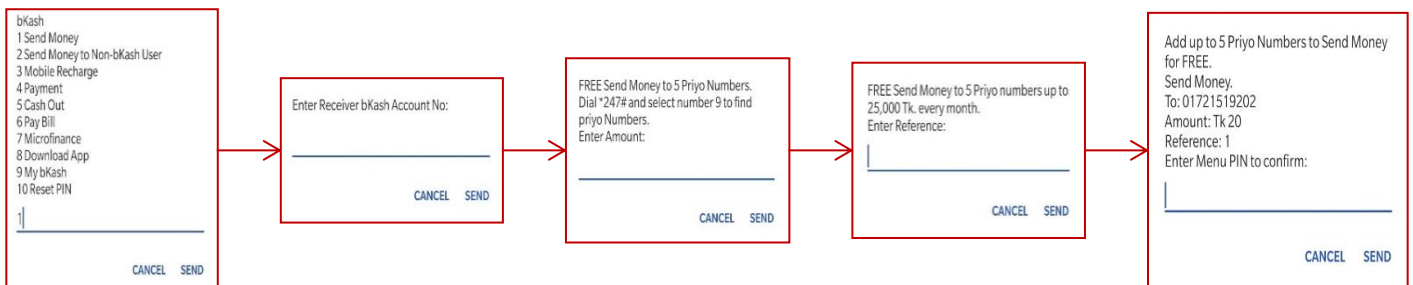 bKash
1 Send Money
2 Send Money to Non-bKash User
3 Mobile Recharge
4 Payment
5 Cash Out
6 Pay Bill
7 Microfinance
8 Download App
9 My bKash
10 Reset PIN
1
CANCEL SEND
Enter Receiver bKash Account No:
CANCEL SEND
FREE Send Money to 5 Priyo Numbers.
Dial *247# and select number 9 to find
priyo Numbers.
Enter Amount:
CANCEL SEND
FREE Send Money to 5 Priyo numbers up to
25,000 Tk. every month.
Enter Reference:
CANCEL SEND
Add up to 5 Priyo Numbers to Send Money
for FREE.
Send Money.
To: 01721519202
Amount: Tk 20
Reference: 1
Enter Menu PIN to confirm:
CANCEL SEND